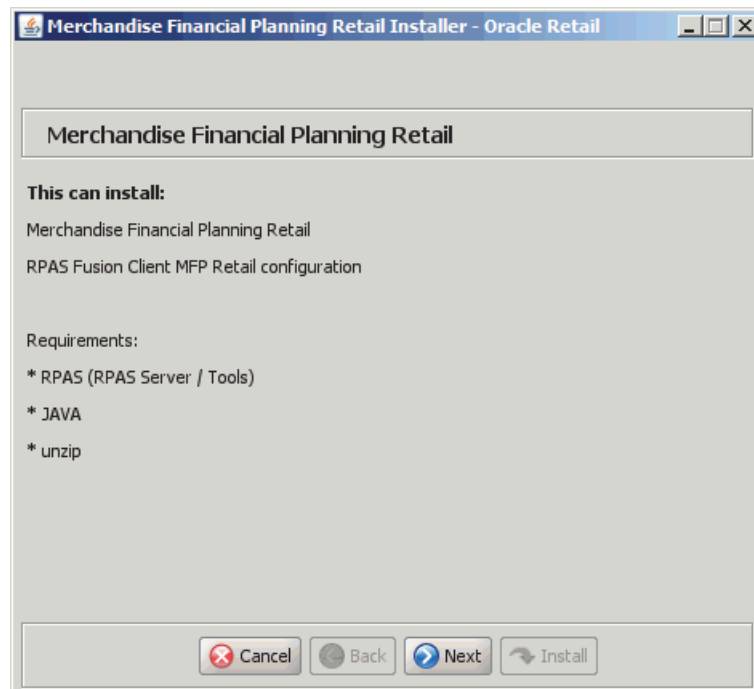 Merchandise Financial Planning Retail Installer - Oracle Retail
Merchandise Financial Planning Retail
This can install:
Merchandise Financial Planning Retail
RPAS Fusion Client MFP Retail configuration
Requirements:
* RPAS (RPAS Server / Tools)
* JAVA
* unzip
Cancel Back Next Install